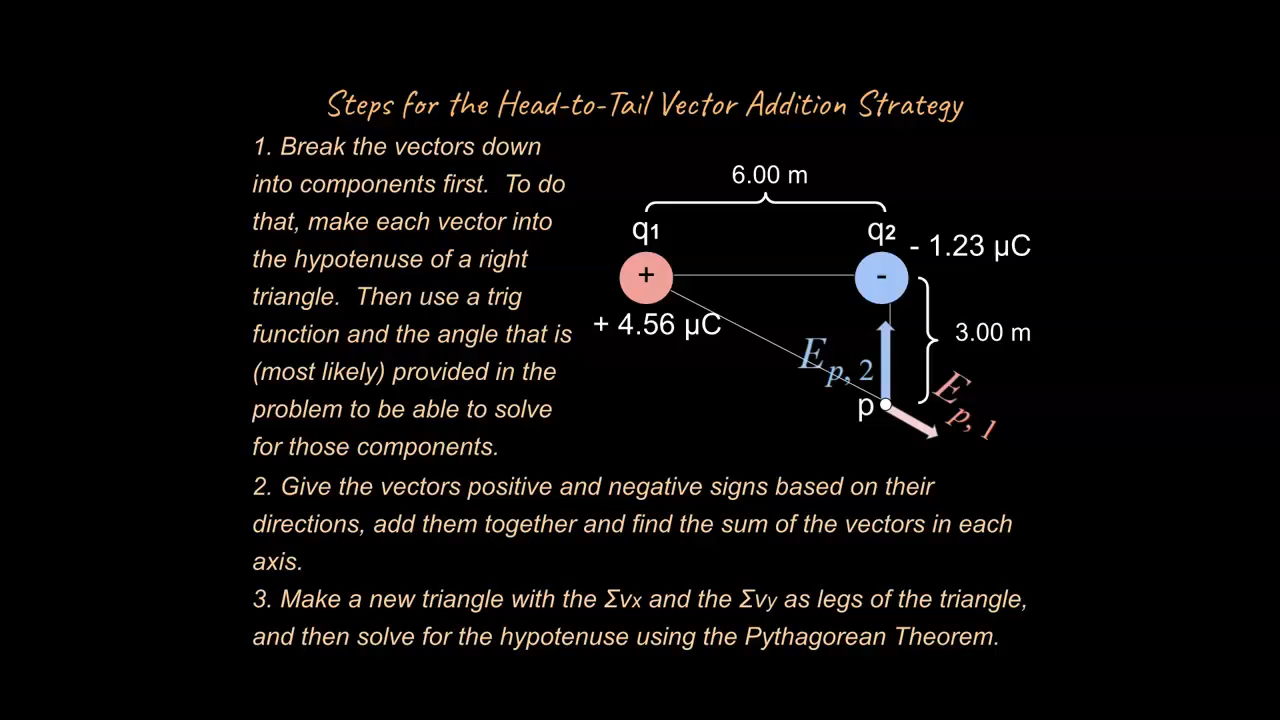 Steps for the Head-to-Tail Vector Addition Strategy
1. Break the vectors down
into components first.  To do
that, make each vector into
the hypotenuse of a right
triangle.  Then use a trig
function and the angle that is
(most likely) provided in the
problem to be able to solve
for those components.
6.00 m
q1
q2
- 1.23 μC
+
-
+ 4.56 μC
3.00 m
Ep, 2
p
Ep, 1
2. Give the vectors positive and negative signs based on their
directions, add them together and find the sum of the vectors in each
axis.
3. Make a new triangle with the Σvx and the Σvy as legs of the triangle,
and then solve for the hypotenuse using the Pythagorean Theorem.